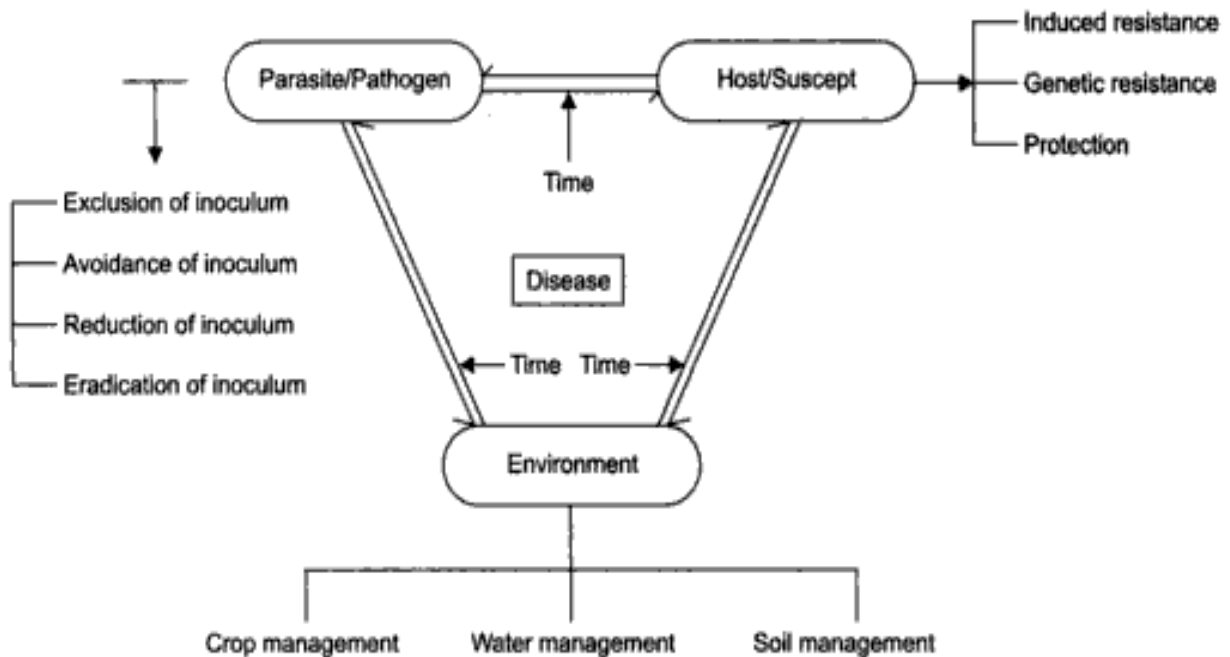 Parasite/Pathogen
Host/Suscept
Induced resistance
Genetic resistance
Protection
Time
Exclusion of inoculum
Avoidance of inoculum
Reduction of inoculum
Eradication of inoculum
Disease
Time Time
Environment
Crop management
Water management
Soil management